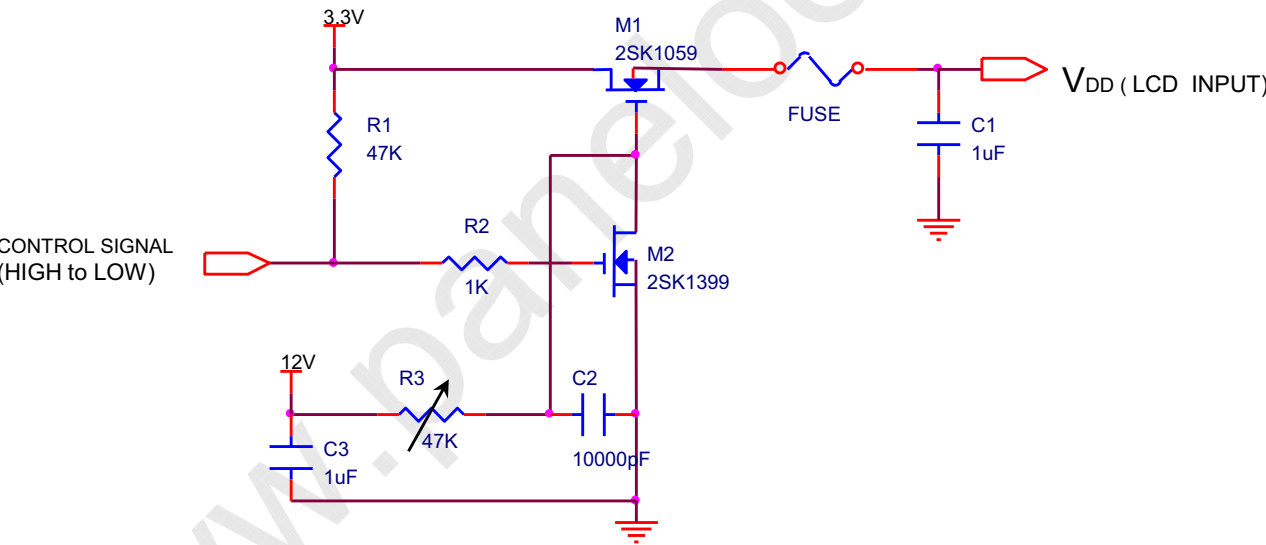 3.3V
M1
2SK1059
FUSE
VDD ( LCD INPUT)
R1
47K
C1
1uF
CONTROL SIGNAL
(HIGH to LOW)
R2
1K
M2
2SK1399
12V
R3
47K
C2
10000pF
C3
1uF